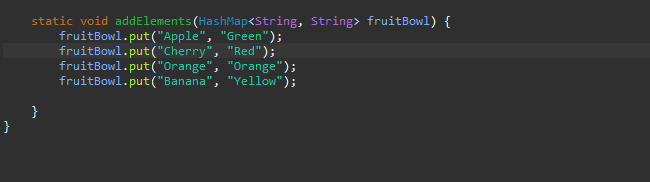 static void addElements(HashMap<String, String> fruitBowl) {
fruitBowl.put("Apple", "Green");
fruitBowl.put("Cherry", "Red");
fruitBowl.put("Orange", "Orange");
fruitBowl.put("Banana", "Yellow");
}
}